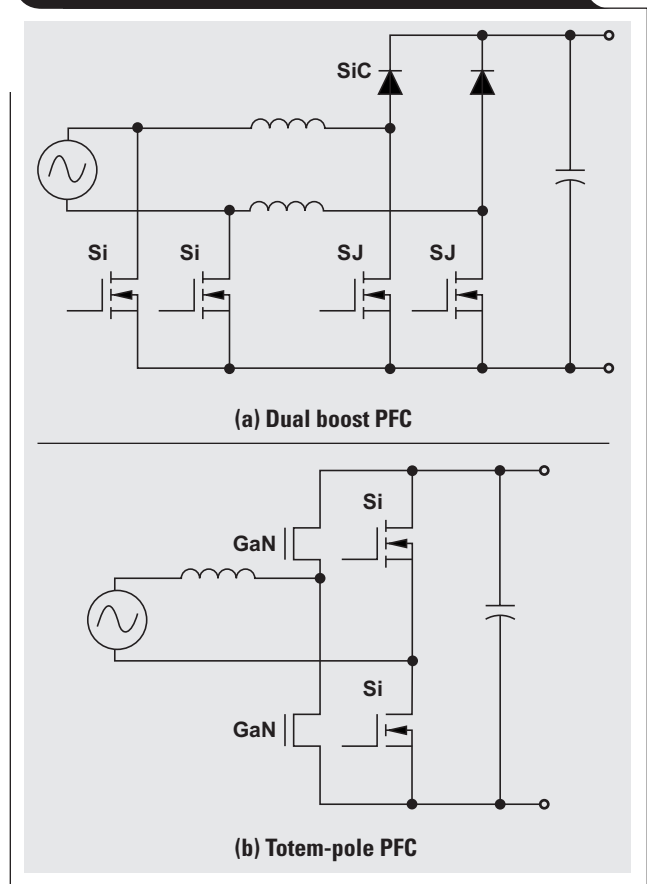 SiC
Si Si SJ SJ
(a) Dual boost PFC
Si
GaN
Si
GaN
(b) Totem-pole PFC